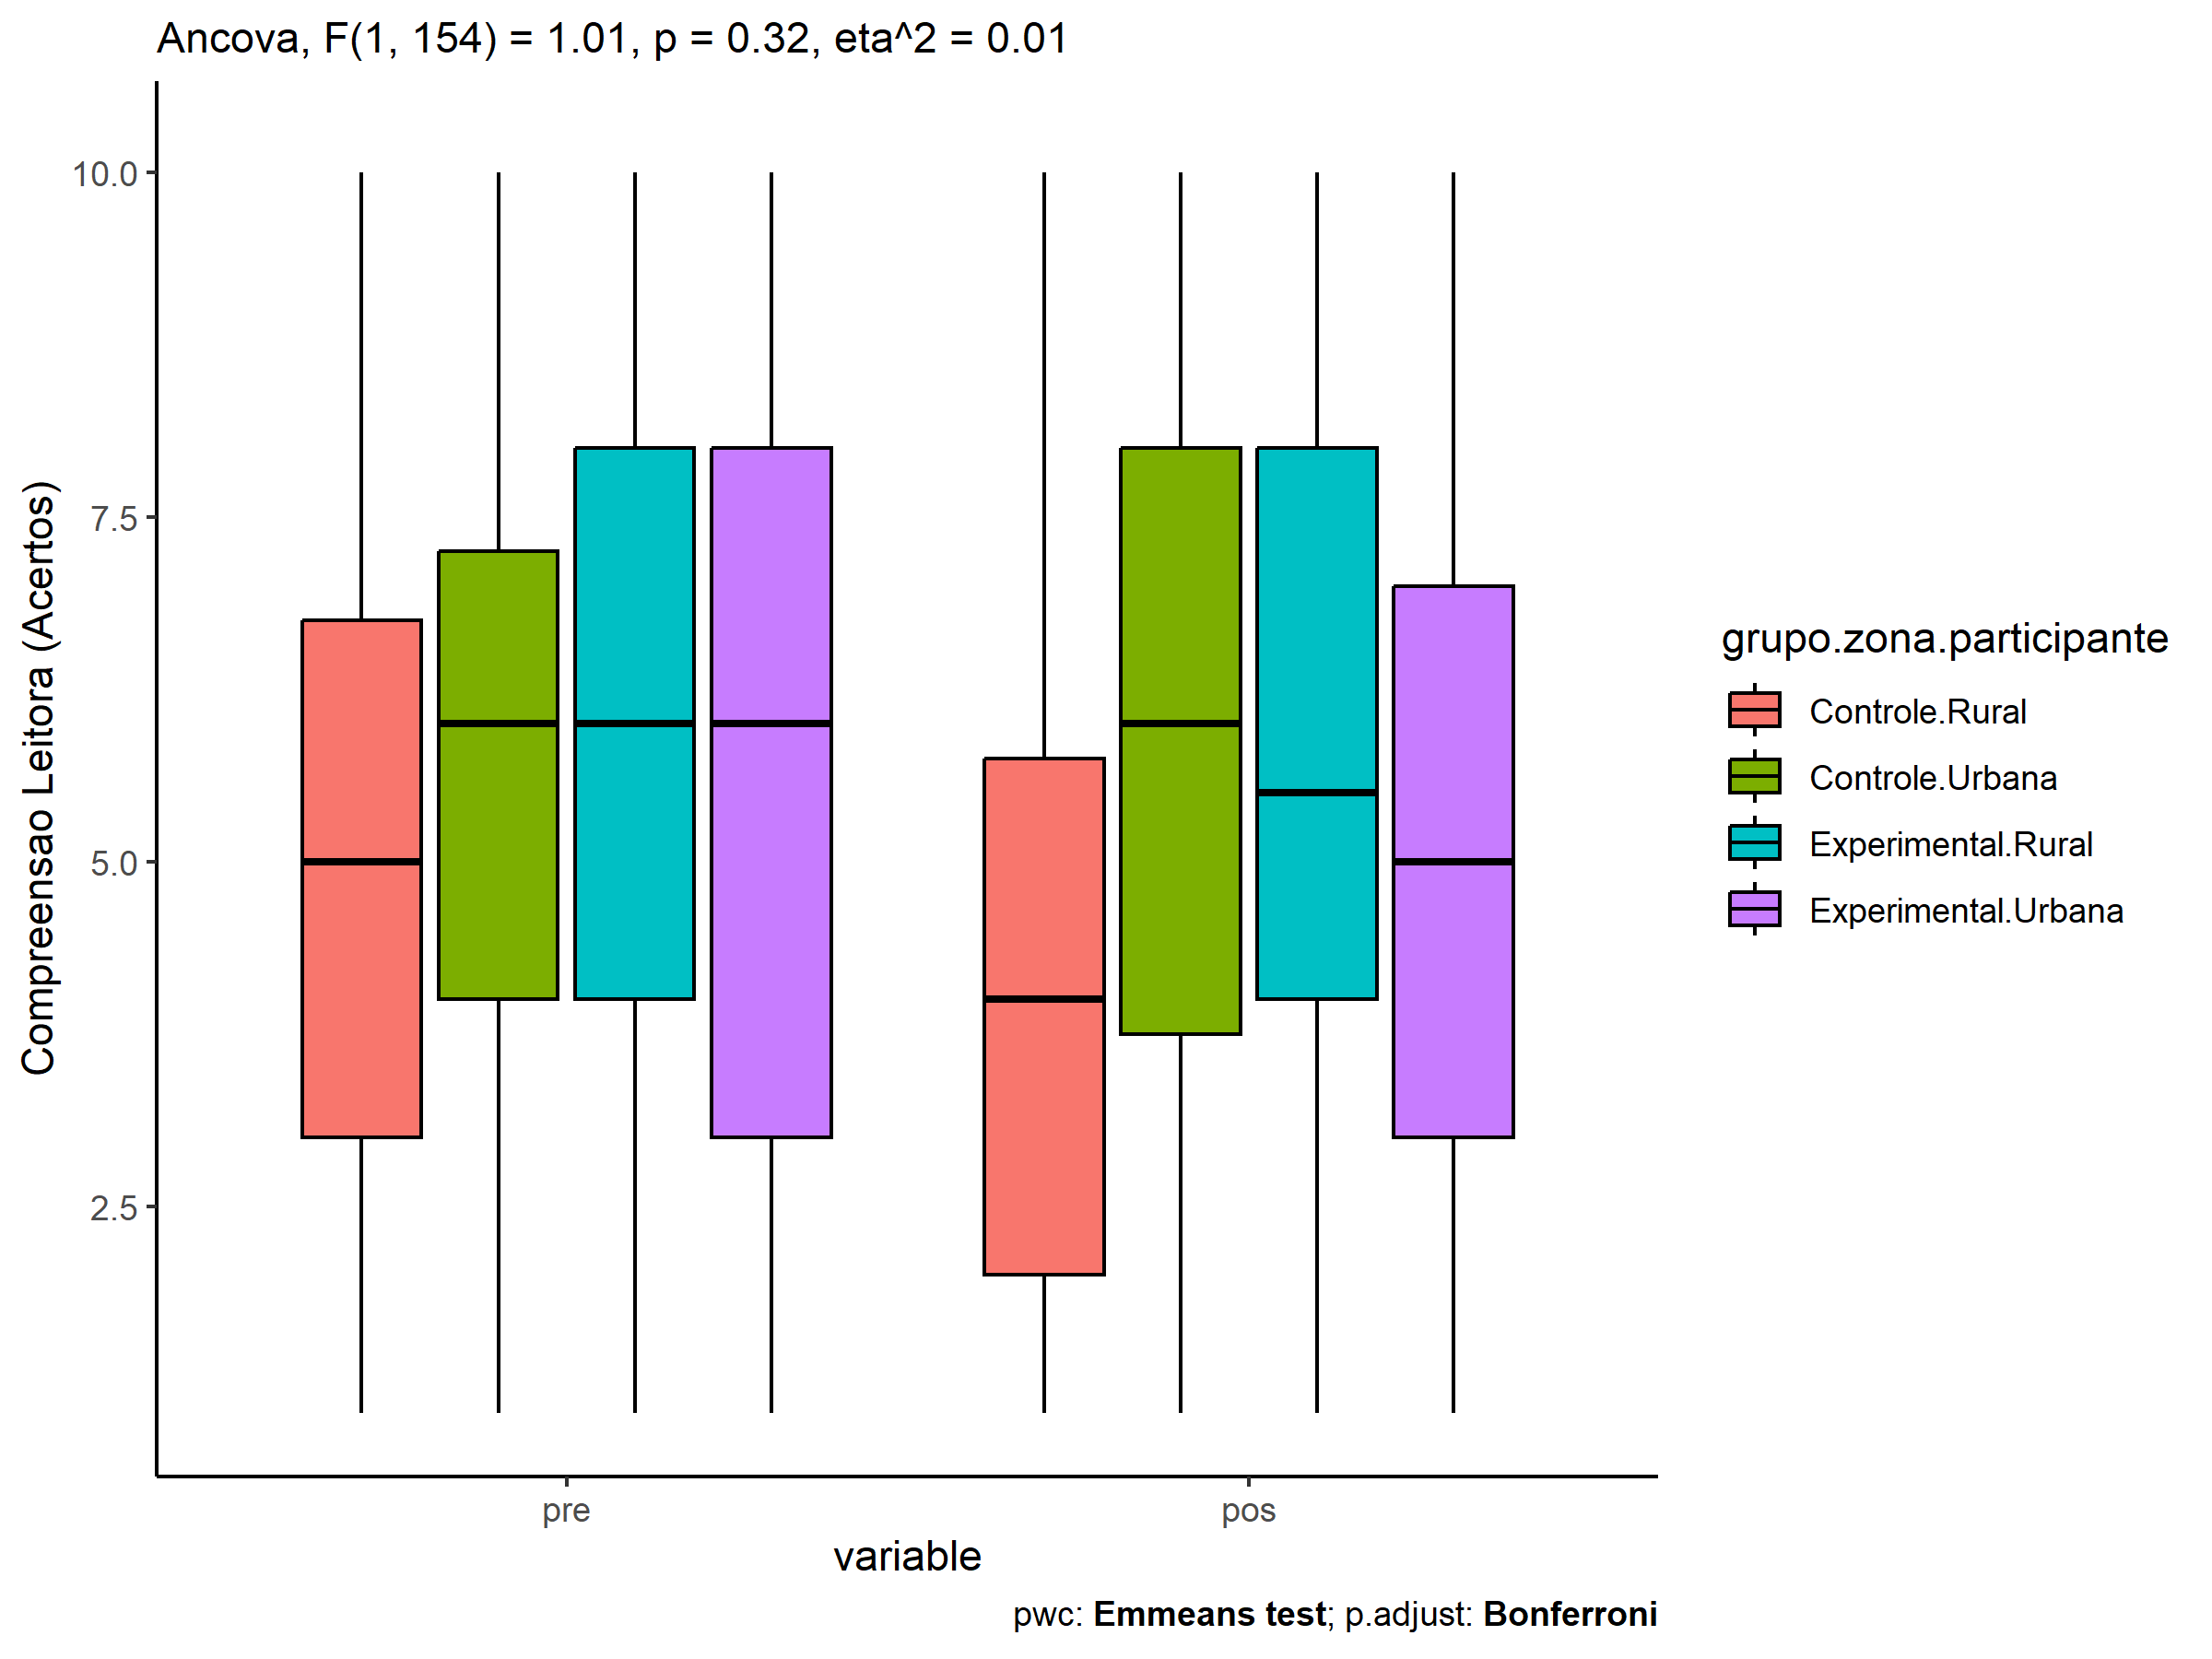 Ancova, F(1, 154) = 1.01, p = 0.32, eta^2 = 0.01
Compreensao Leitora (Acertos)
10.0
7.5
5.0
2.5
pre
pos
variable
grupo.zona.participante
Controle.Rural
Controle.Urbana
Experimental.Rural
Experimental.Urbana
pwc: Emmeans test; p.adjust: Bonferroni